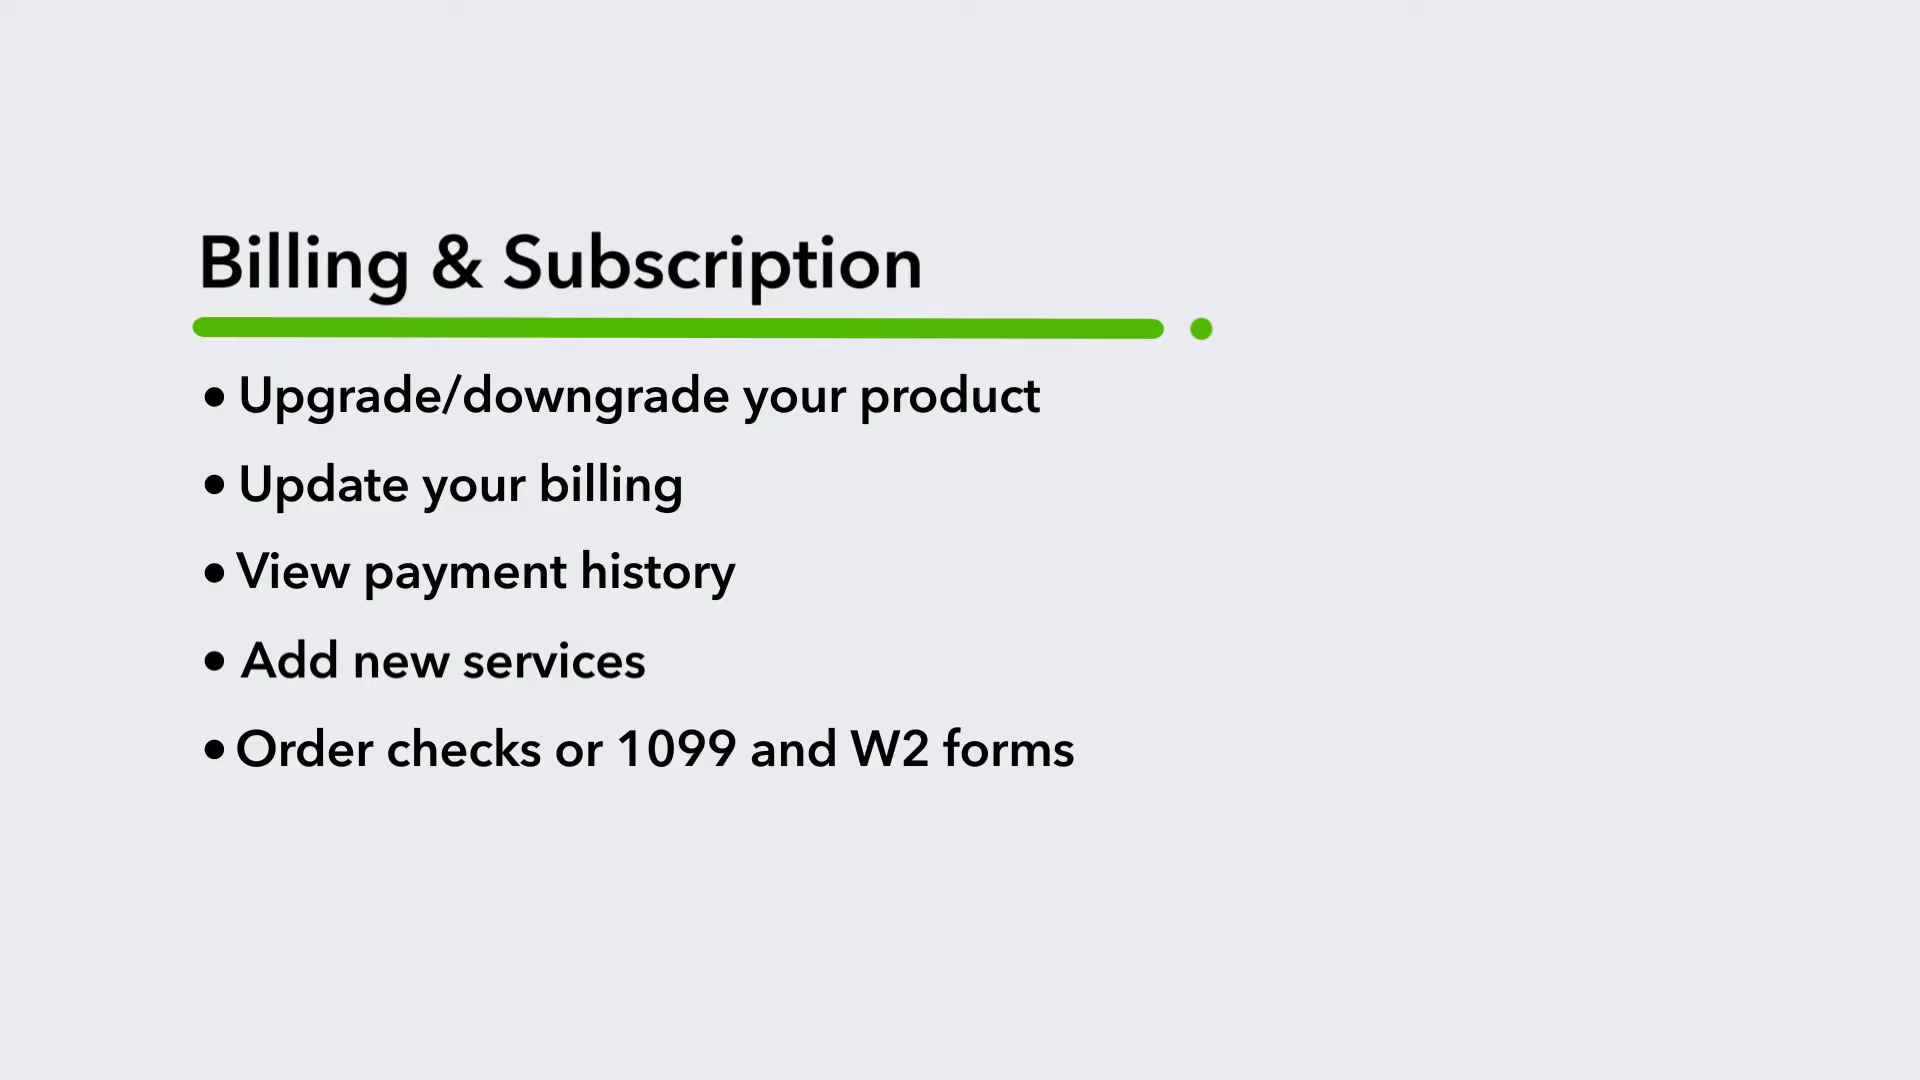 Billing & Subscription
• Upgrade/downgrade your product
• Update your billing
• View payment history
• Add new services
• Order checks or 1099 and W2 forms